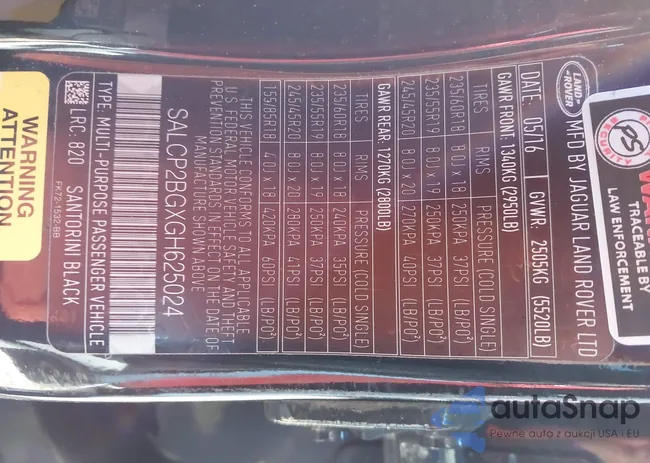 LAND-
ROVER
MFD BY JAGUAR LAND ROVER LTD
DATE: 05/16 GVWR: 2505KG (5520LB)
GAWR FRONT: 1340KG (2950LB)
TIRES RIMS PRESSURE (COLD SINGLE)
235/60R18 8.0J x 18 250KPA 37PSI (LB/PO²)
235/55R19 8.0J x 19 250KPA 37PSI (LB/PO²)
245/45R20 8.0J x 20 270KPA 40PSI (LB/PO²)
GAWR REAR: 1270KG (2800LB)
TIRES RIMS PRESSURE (COLD SINGLE)
235/60R18 8.0J x 18 240KPA 35PSI (LB/PO²)
235/55R19 8.0J x 19 250KPA 37PSI (LB/PO²)
245/45R20 8.0J x 20 280KPA 41PSI (LB/PO²)
155/85R18 4.0J x 18 420KPA 60PSI (LB/PO²)
THIS VEHICLE CONFORMS TO ALL APPLICABLE
U S FEDERAL MOTOR VEHICLE SAFETY AND THEFT
PREVENTION STANDARDS IN EFFECT ON THE DATE OF
MANUFACTURE SHOWN ABOVE
SALCP2BGXGH625024
TYPE: MULTI-PURPOSE PASSENGER VEHICLE
LRC: 820 SANTORINI BLACK
FK72-1532-BB
WARNING
ATTENTION
PS
SECURITY
TRACEABLE BY
LAW ENFORCEMENT
autaSnap
Pewne auta z aukcji USA i EU